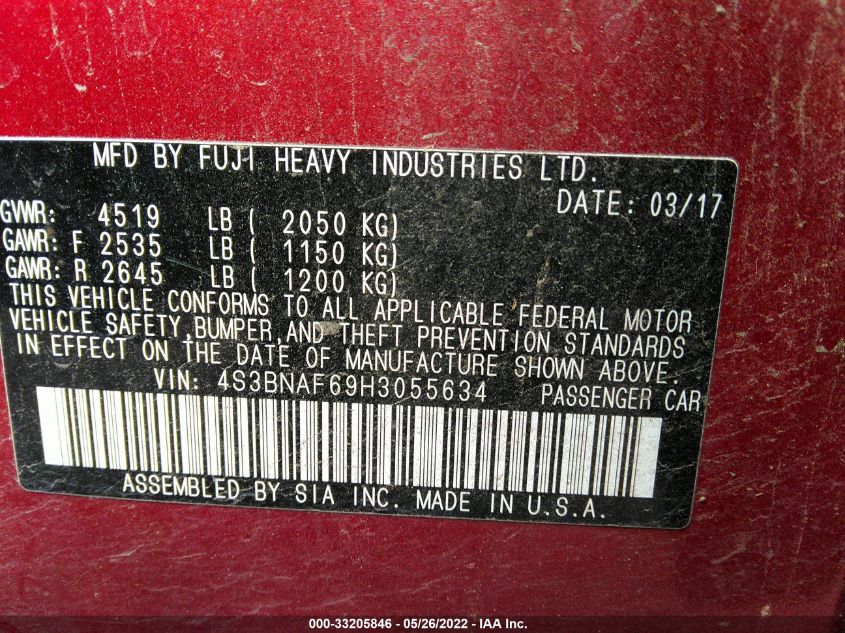 MFD BY FUJI HEAVY INDUSTRIES LTD.
DATE: 03/17
GVWR: 4519 LB ( 2050 KG)
GAWR: F 2535 LB ( 1150 KG)
GAWR: R 2645 LB ( 1200 KG)
THIS VEHICLE CONFORMS TO ALL APPLICABLE FEDERAL MOTOR
VEHICLE SAFETY, BUMPER, AND THEFT PREVENTION STANDARDS
IN EFFECT ON THE DATE OF MANUFACTURE SHOWN ABOVE.
VIN: 4S3BNAF69H3055634 PASSENGER CAR
ASSEMBLED BY SIA INC. MADE IN U.S.A.
000-33205846 - 05/26/2022 - IAA Inc.